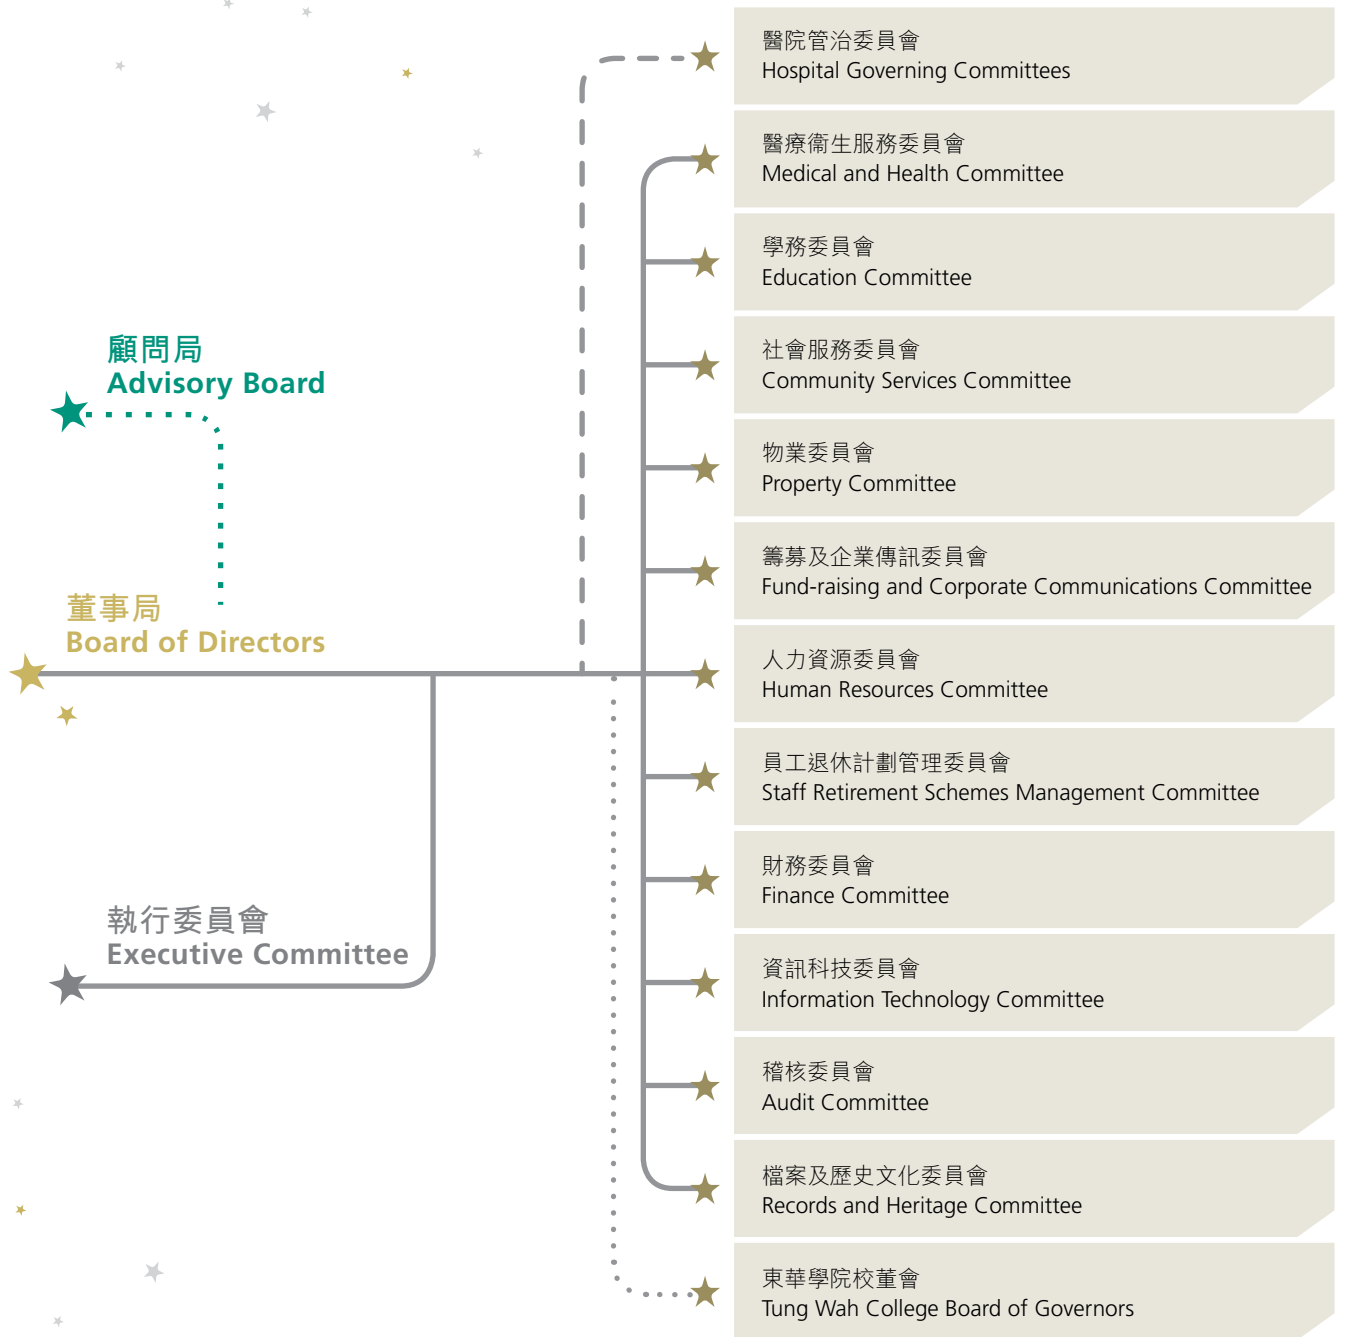 顧問局
Advisory Board
董事局
Board of Directors
執行委員會
Executive Committee
醫院管治委員會
Hospital Governing Committees
醫療衞生服務委員會
Medical and Health Committee
學務委員會
Education Committee
社會服務委員會
Community Services Committee
物業委員會
Property Committee
籌募及企業傳訊委員會
Fund-raising and Corporate Communications Committee
人力資源委員會
Human Resources Committee
員工退休計劃管理委員會
Staff Retirement Schemes Management Committee
財務委員會
Finance Committee
資訊科技委員會
Information Technology Committee
稽核委員會
Audit Committee
檔案及歷史文化委員會
Records and Heritage Committee
東華學院校董會
Tung Wah College Board of Governors